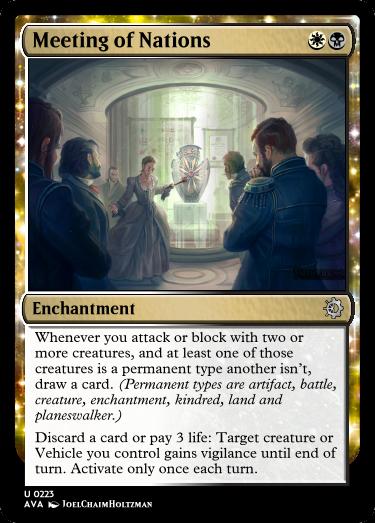 Meeting of Nations
Enchantment
Whenever you attack or block with two or
more creatures, and at least one of those
creatures is a permanent type another isn't,
draw a card. (Permanent types are artifact, battle,
creature, enchantment, kindred, land and
planeswalker.)
Discard a card or pay 3 life: Target creature or
Vehicle you control gains vigilance until end of
turn. Activate only once each turn.
U 0223
AVA JoelChaimHoltzman